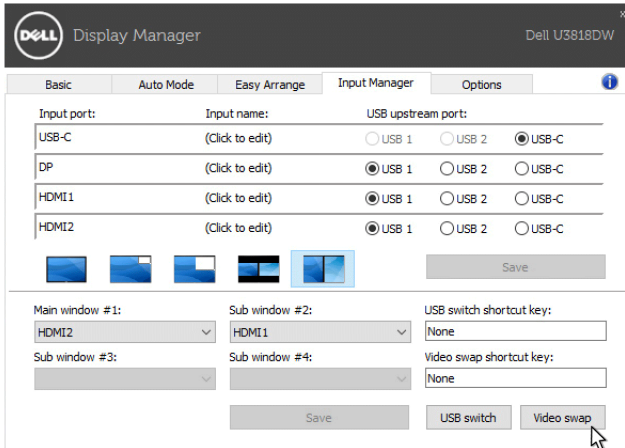 x
DELL Display Manager Dell U3818DW
Basic Auto Mode Easy Arrange Input Manager Options i
Input port: Input name: USB upstream port:
USB-C (Click to edit) USB 1 USB 2 USB-C
DP (Click to edit) USB 1 USB 2 USB-C
HDMI1 (Click to edit) USB 1 USB 2 USB-C
HDMI2 (Click to edit) USB 1 USB 2 USB-C
Save
Main window #1: Sub window #2: USB switch shortcut key:
HDMI2 HDMI1 None
Sub window #3: Sub window #4: Video swap shortcut key:
None
Save USB switch Video swap